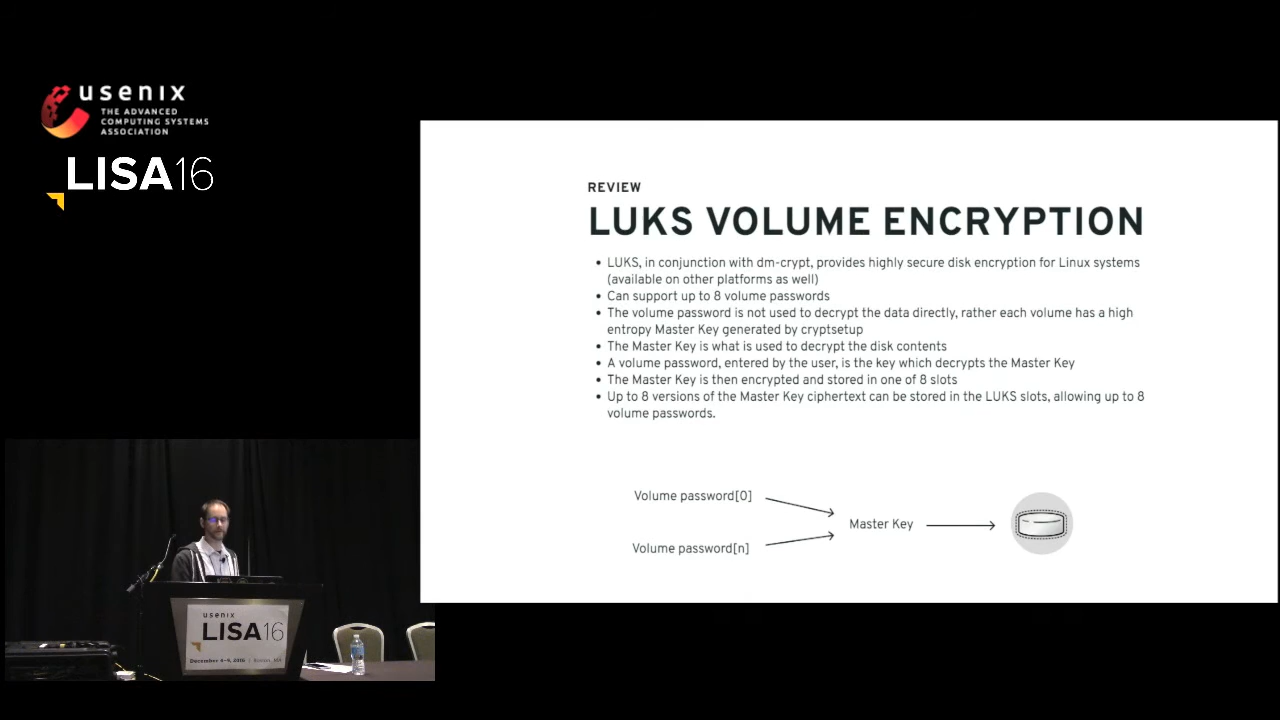 usenix
THE ADVANCED
COMPUTING SYSTEMS
ASSOCIATION
LISA16
REVIEW
LUKS VOLUME ENCRYPTION
• LUKS, in conjunction with dm-crypt, provides highly secure disk encryption for Linux systems
(available on other platforms as well)
• Can support up to 8 volume passwords
• The volume password is not used to decrypt the data directly, rather each volume has a high
entropy Master Key generated by cryptsetup
• The Master Key is what is used to decrypt the disk contents
• A volume password, entered by the user, is the key which decrypts the Master Key
• The Master Key is then encrypted and stored in one of 8 slots
• Up to 8 versions of the Master Key ciphertext can be stored in the LUKS slots, allowing up to 8
volume passwords.
Volume password[0]
Master Key
Volume password[n]
usenix
LISA16
December 4–9, 2016 | Boston, MA